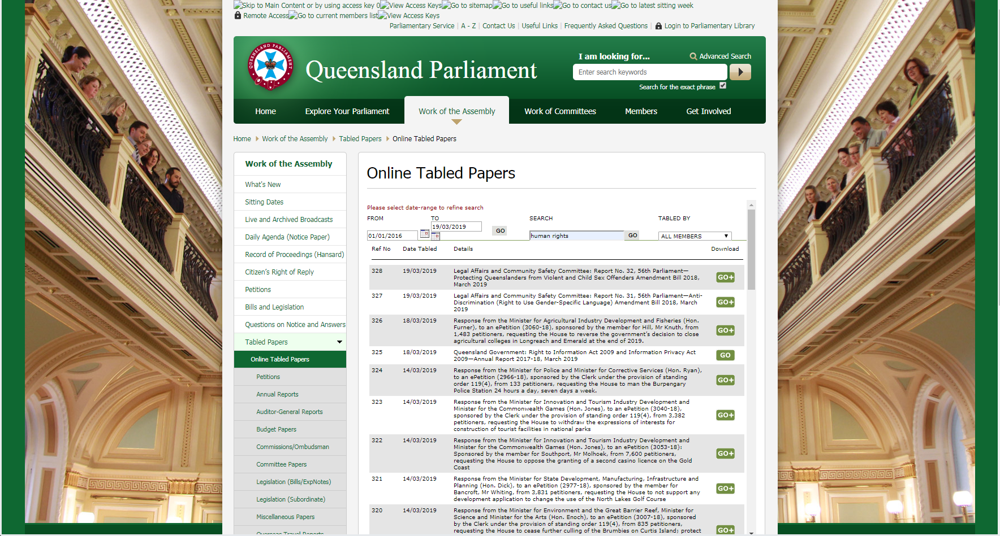 Skip to Main Content or by using access key 0 View Access Keys Go to sitemap Go to useful links Go to contact us Go to latest sitting week
Remote Access Go to current members list View Access Keys
Parliamentary Service | A - Z | Contact Us | Useful Links | Frequently Asked Questions | Login to Parliamentary Library
QUEENSLAND PARLIAMENT
Queensland Parliament
I am looking for...
Advanced Search
Enter search keywords
Search for the exact phrase
Home
Explore Your Parliament
Work of the Assembly
Work of Committees
Members
Get Involved
Home Work of the Assembly Tabled Papers Online Tabled Papers
Work of the Assembly
What's New
Sitting Dates
Live and Archived Broadcasts
Daily Agenda (Notice Paper)
Record of Proceedings (Hansard)
Citizen's Right of Reply
Petitions
Bills and Legislation
Questions on Notice and Answers
Tabled Papers
Online Tabled Papers
Petitions
Annual Reports
Auditor-General Reports
Budget Papers
Commissions/Ombudsman
Committee Papers
Legislation (Bills/ExpNotes)
Legislation (Subordinate)
Miscellaneous Papers
Overseas Travel Reports
Online Tabled Papers
Please select date-range to refine search
FROM TO SEARCH TABLED BY
01/01/2016 19/03/2019 GO human rights GO ALL MEMBERS
Ref No Date Tabled Details Download
328 19/03/2019 Legal Affairs and Community Safety Committee: Report No. 32, 56th Parliament—
Protecting Queenslanders from Violent and Child Sex Offenders Amendment Bill 2018,
March 2019
GO+
327 19/03/2019 Legal Affairs and Community Safety Committee: Report No. 31, 56th Parliament—Anti-
Discrimination (Right to Use Gender-Specific Language) Amendment Bill 2018, March
2019
GO+
326 18/03/2019 Response from the Minister for Agricultural Industry Development and Fisheries (Hon.
Furner), to an ePetition (3060-18), sponsored by the member for Hill, Mr Knuth, from
1,483 petitioners, requesting the House to reverse the government's decision to close
agricultural colleges in Longreach and Emerald at the end of 2019.
GO+
325 18/03/2019 Queensland Government: Right to Information Act 2009 and Information Privacy Act
2009—Annual Report 2017-18, March 2019
GO
324 14/03/2019 Response from the Minister for Police and Minister for Corrective Services (Hon. Ryan),
to an ePetition (2966-18), sponsored by the Clerk under the provision of standing
order 119(4), from 133 petitioners, requesting the House to man the Burpengary
Police Station 24 hours a day, seven days a week.
GO+
323 14/03/2019 Response from the Minister for Innovation and Tourism Industry Development and
Minister for the Commonwealth Games (Hon. Jones), to an ePetition (3040-18),
sponsored by the Clerk under the provision of standing order 119(4), from 3,382
petitioners, requesting the House to withdraw the expressions of interests for
construction of tourist facilities in national parks
GO+
322 14/03/2019 Response from the Minister for Innovation and Tourism Industry Development and
Minister for the Commonwealth Games (Hon. Jones), to an ePetition (3053-18):
Sponsored by the member for Southport, Mr Molhoek, from 7,600 petitioners,
requesting the House to oppose the granting of a second casino licence on the Gold
Coast
GO+
321 14/03/2019 Response from the Minister for State Development, Manufacturing, Infrastructure and
Planning (Hon. Dick), to an ePetition (2977-18), sponsored by the member for
Bancroft, Mr Whiting, from 3,831 petitioners, requesting the House to not support any
development application to change the use of the North Lakes Golf Course
GO+
320 14/03/2019 Response from the Minister for Environment and the Great Barrier Reef, Minister for
Science and Minister for the Arts (Hon. Enoch), to an ePetition (3007-18), sponsored
by the Clerk under the provision of standing order 119(4), from 835 petitioners,
requesting the House to cease further culling of the Brumbies on Curtis Island; protect
GO+